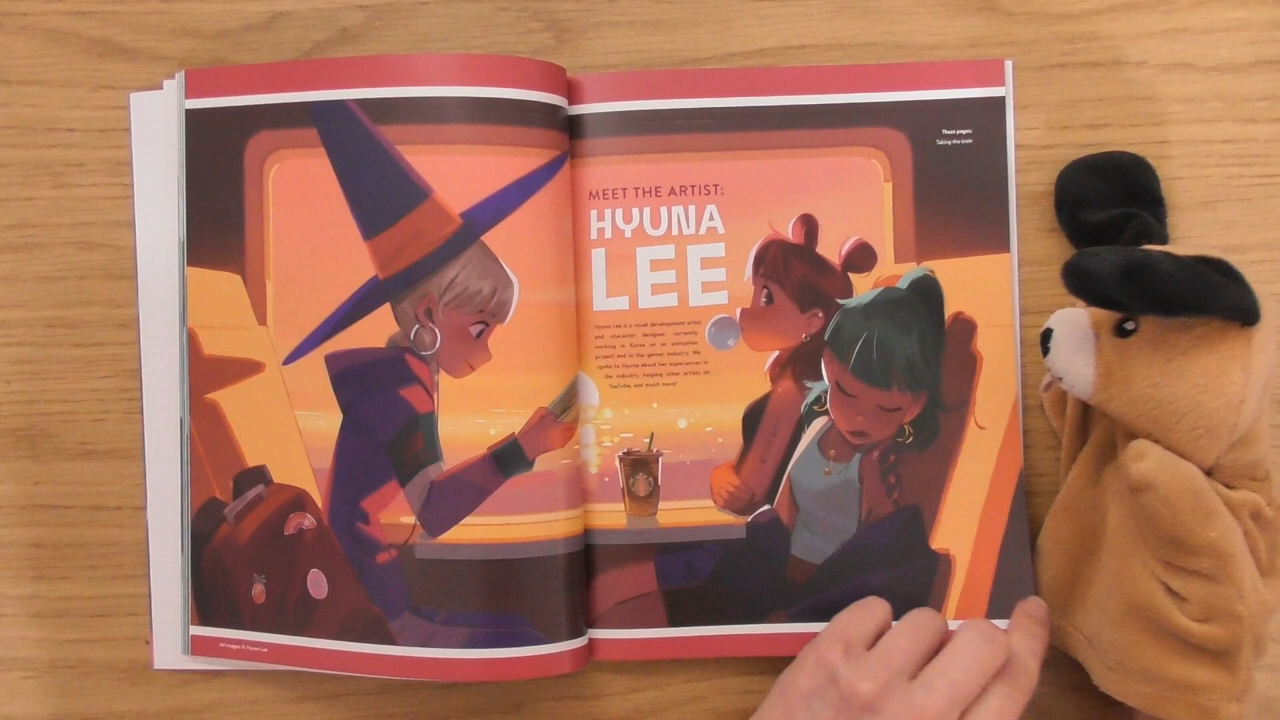 MEET THE ARTIST:
HYUNA
LEE
Hyuna Lee is a visual development artist
and character designer, currently
working in Korea on an animation
project and in the games industry. We
spoke to Hyuna about her experiences in
the industry, helping other artists on
YouTube, and much more!
These pages:
Taking the train
All images © Hyuna Lee